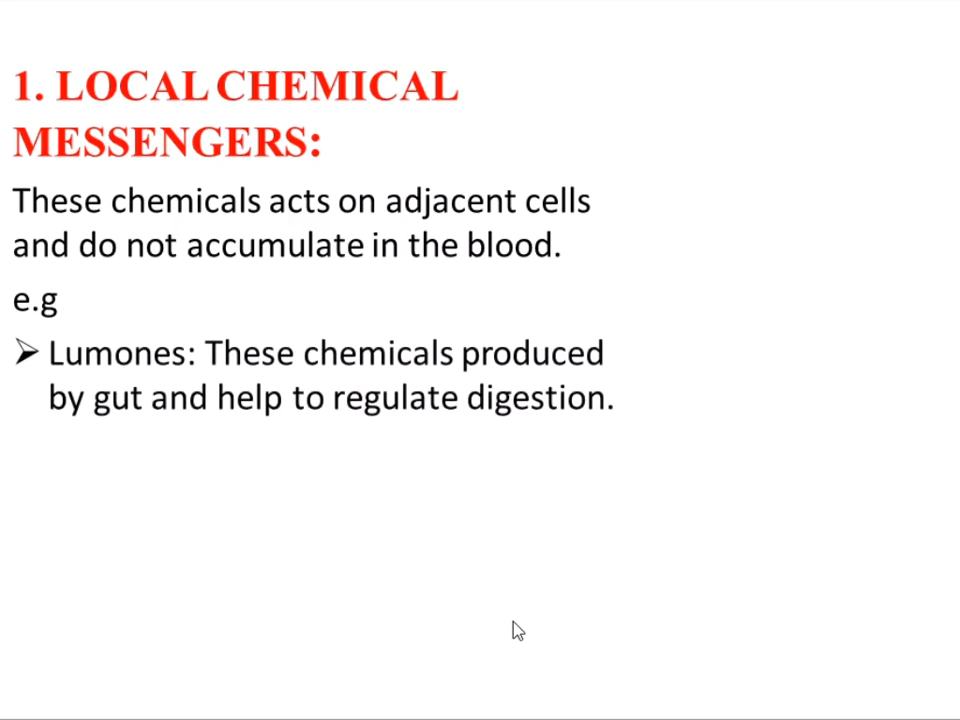 1. LOCAL CHEMICAL
MESSENGERS:
These chemicals acts on adjacent cells
and do not accumulate in the blood.
e.g
➢ Lumones: These chemicals produced
by gut and help to regulate digestion.